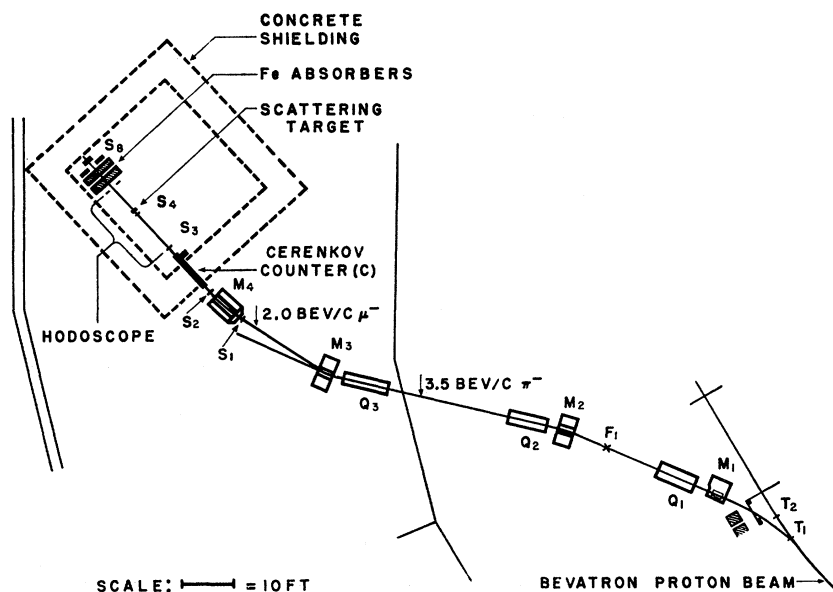 CONCRETE
SHIELDING
Fe ABSORBERS
SCATTERING
TARGET
S8
S4
S3
CERENKOV
COUNTER (C)
M4
2.0 BEV/C μ⁻
S2
HODOSCOPE
S1
M3
3.5 BEV/C π⁻
Q3
M2
Q2
F1
M1
Q1
T2
T1
SCALE: = 10 FT
BEVATRON PROTON BEAM